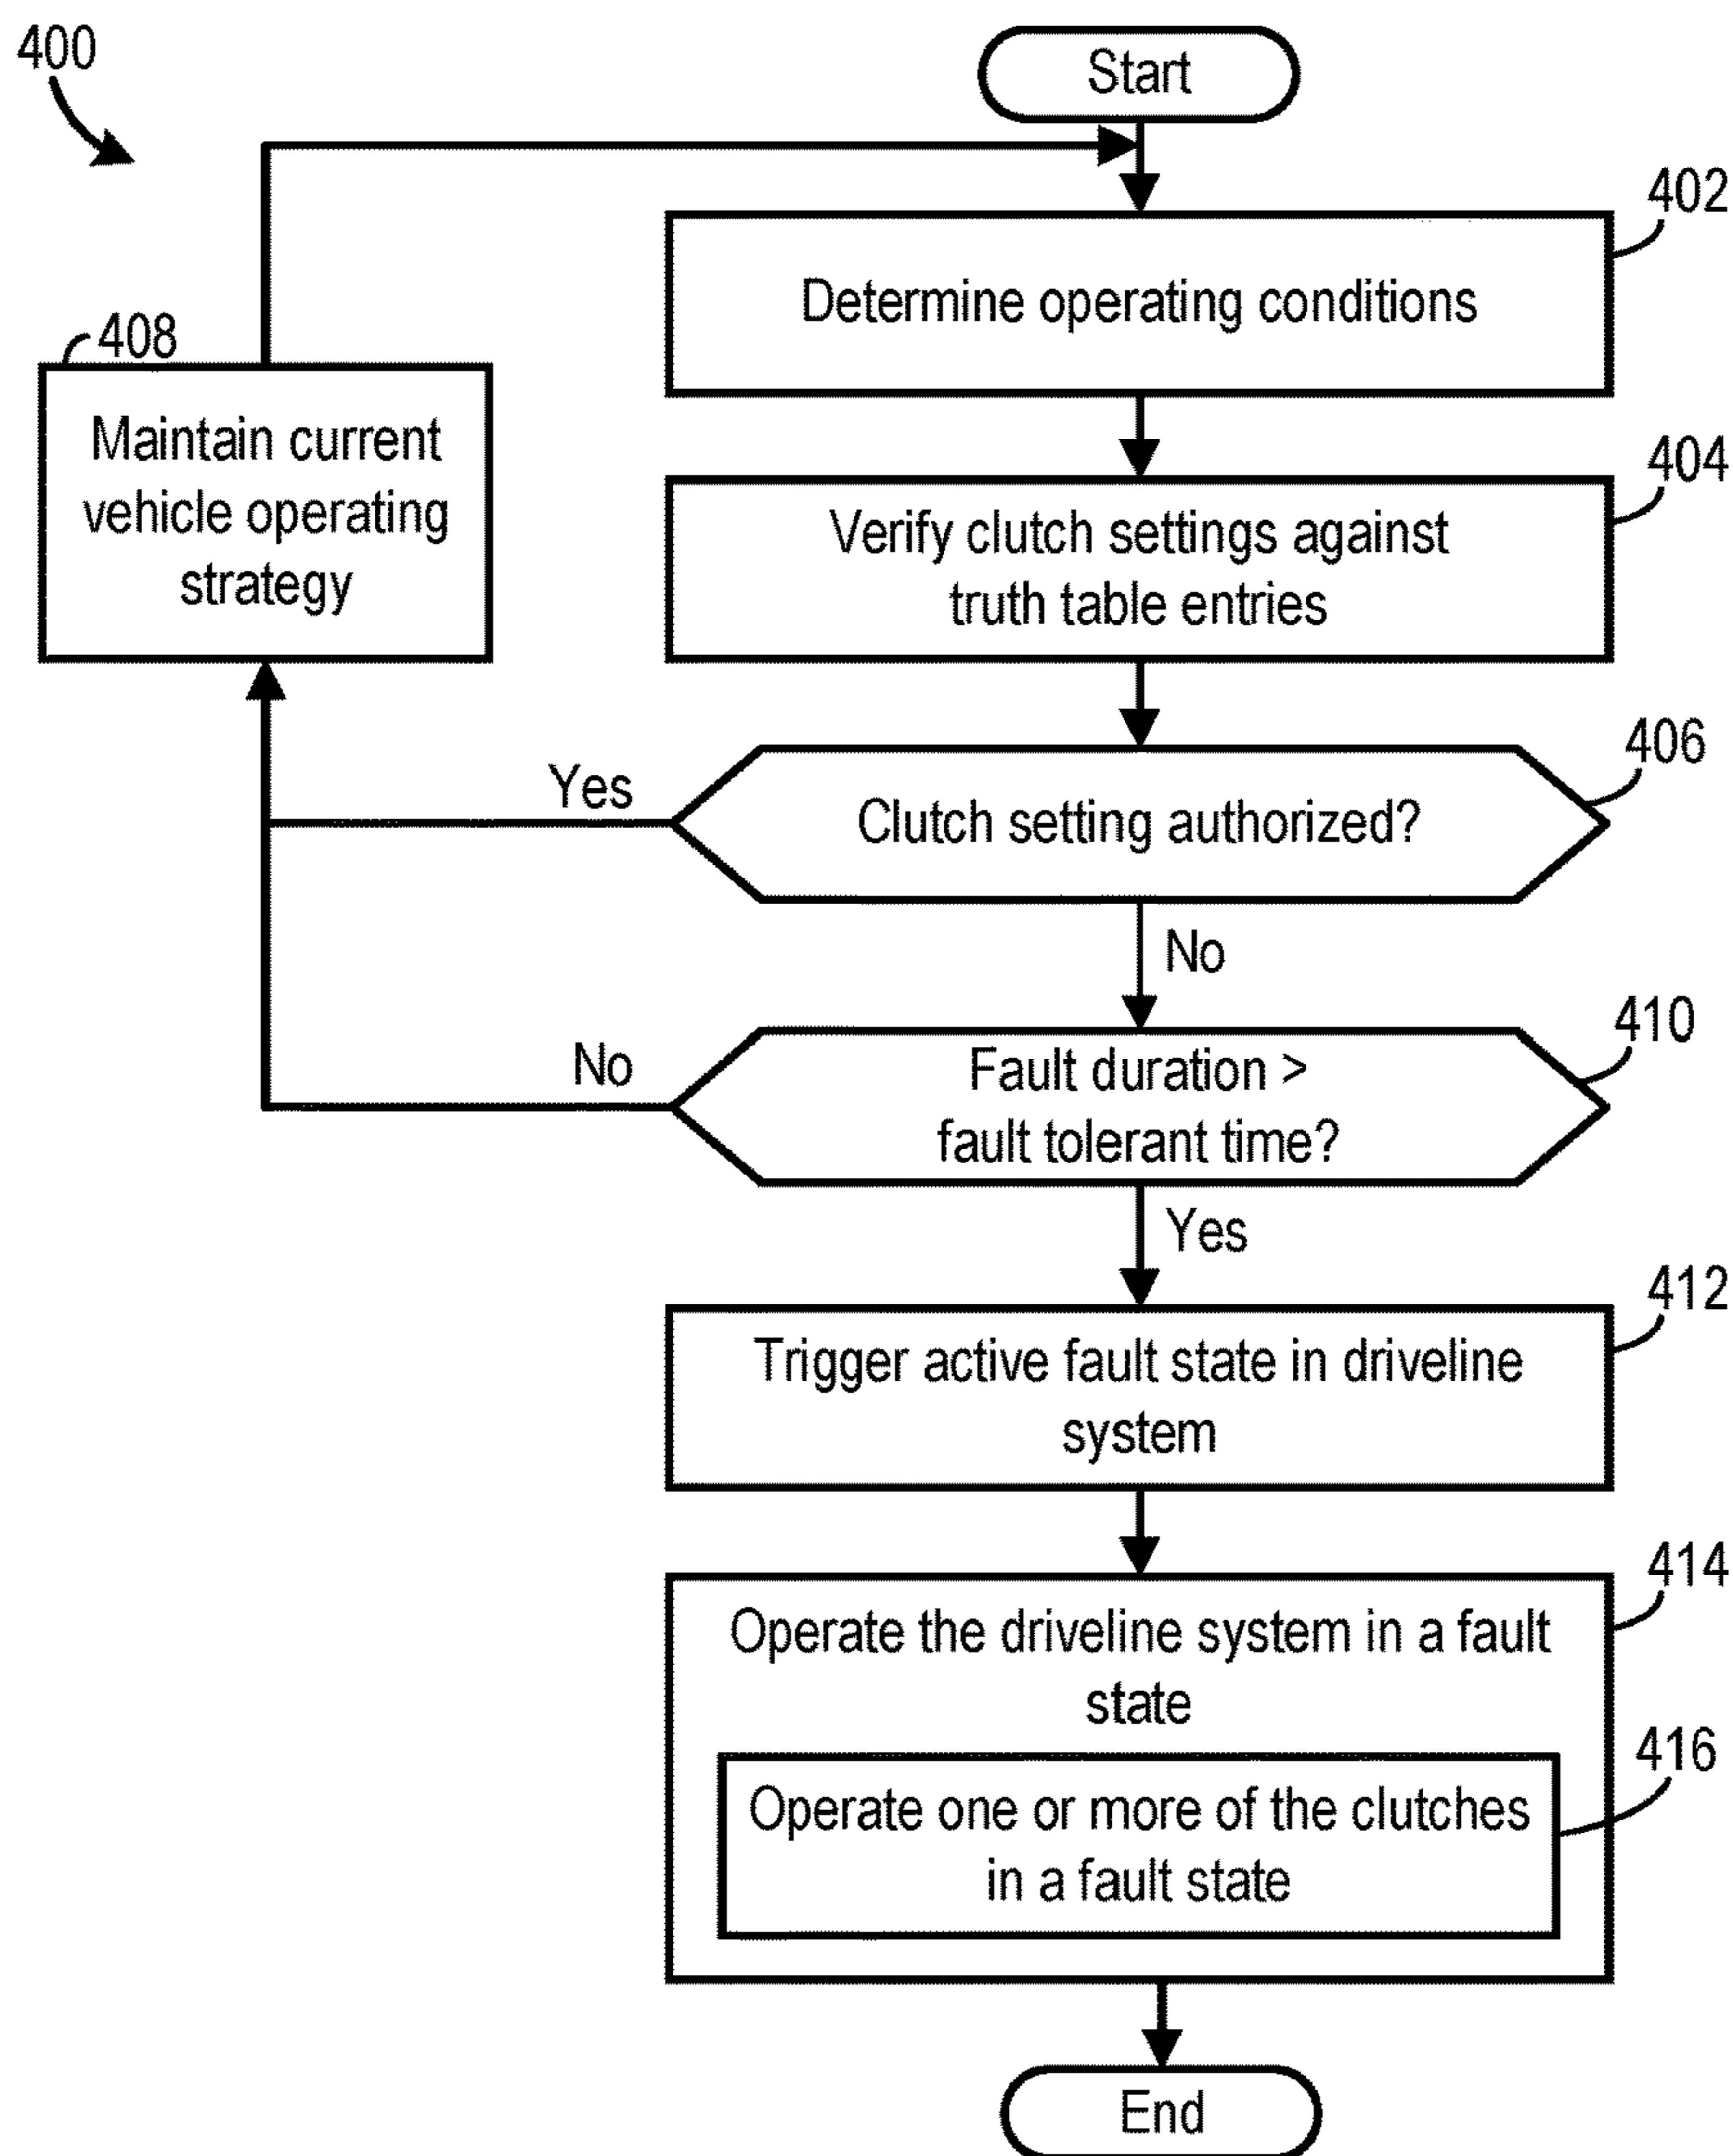 400
Start
402
Determine operating conditions
408
Maintain current
vehicle operating
strategy
404
Verify clutch settings against
truth table entries
406
Yes
Clutch setting authorized?
No
410
No
Fault duration >
fault tolerant time?
Yes
412
Trigger active fault state in driveline
system
414
Operate the driveline system in a fault
state
416
Operate one or more of the clutches
in a fault state
End